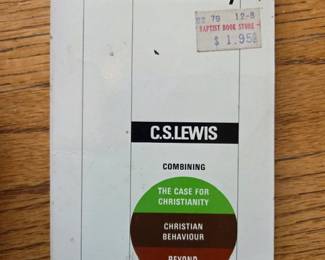 79 12-8
BAPTIST BOOK STORE
$ 1.95
C.S.LEWIS
COMBINING
THE CASE FOR
CHRISTIANITY
CHRISTIAN
BEHAVIOUR
BEYOND